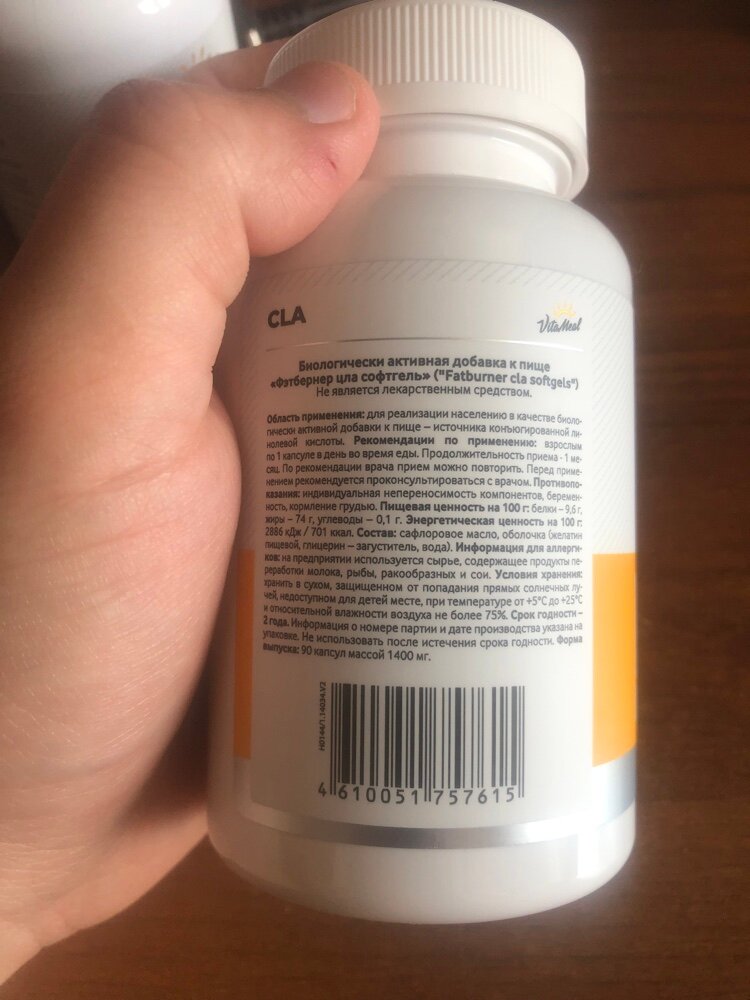 CLA
VitaMeal
Биологически активная добавка к пище
«Фэтбернер цла софтгель» ("Fatburner cla softgels")
Не является лекарственным средством.
Область применения: для реализации населению в качестве биоло-
гически активной добавки к пище – источника конъюгированной ли-
нолевой кислоты. Рекомендации по применению: взрослым
по 1 капсуле в день во время еды. Продолжительность приема - 1 ме-
сяц. По рекомендации врача прием можно повторить. Перед приме-
нением рекомендуется проконсультироваться с врачом. Противопо-
казания: индивидуальная непереносимость компонентов, беремен-
ность, кормление грудью. Пищевая ценность на 100 г: белки – 9,6 г,
жиры – 74 г, углеводы – 0,1 г. Энергетическая ценность на 100 г:
2886 кДж / 701 ккал. Состав: сафлоровое масло, оболочка (желатин
пищевой, глицерин – загуститель, вода). Информация для аллерги-
ков: на предприятии используется сырье, содержащее продукты пе-
реработки молока, рыбы, ракообразных и сои. Условия хранения:
хранить в сухом, защищенном от попадания прямых солнечных лу-
чей, недоступном для детей месте, при температуре от +5°С до +25°С
и относительной влажности воздуха не более 75%. Срок годности –
2 года. Информация о номере партии и дате производства указана на
упаковке. Не использовать после истечения срока годности. Форма
выпуска: 90 капсул массой 1400 мг.
H0144/1.14034.V2
4 610051 757615